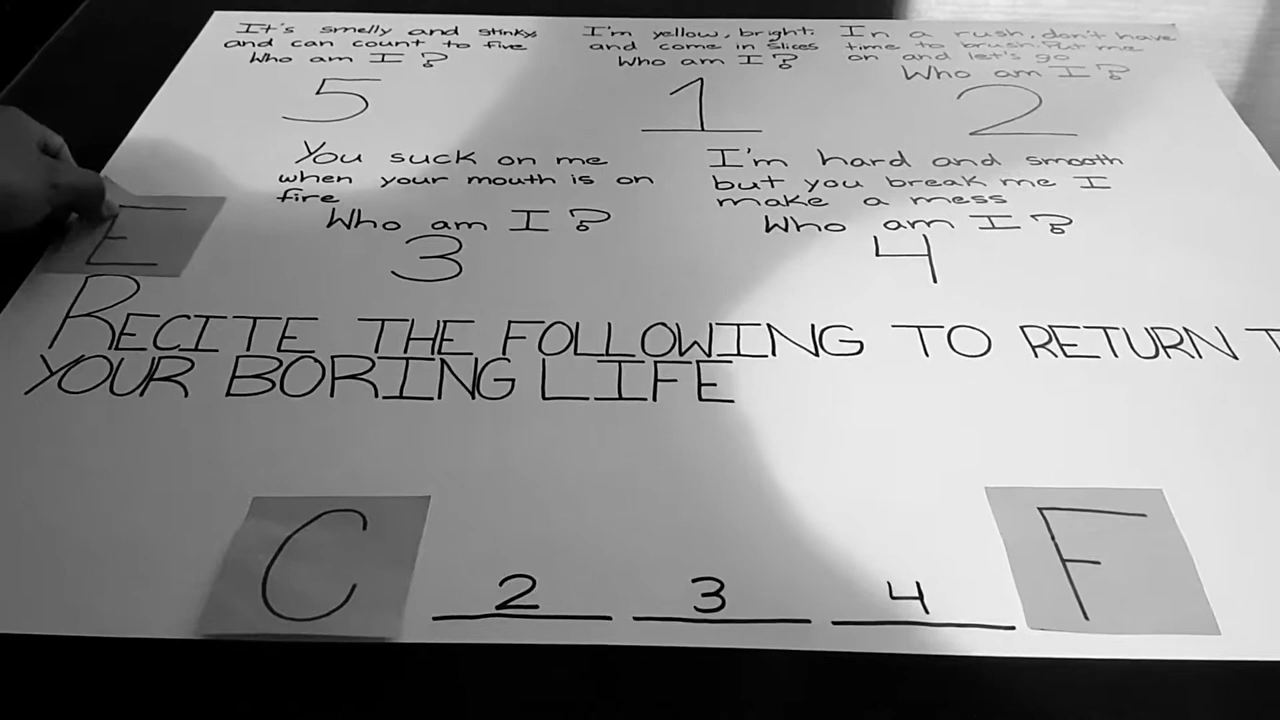 It's smelly and stinky
and can count to five
Who am I?
5
I'm yellow, bright.
and come in slices
Who am I?
1
In a rush, don't have
time to brush. Put me
on and let's go
Who am I?
2
You suck on me
when your mouth is on
fire
Who am I?
3
I'm hard and smooth
but you break me I
make a mess
Who am I?
4
E
RECITE THE FOLLOWING TO RETURN T
YOUR BORING LIFE
C 2 3 4 F